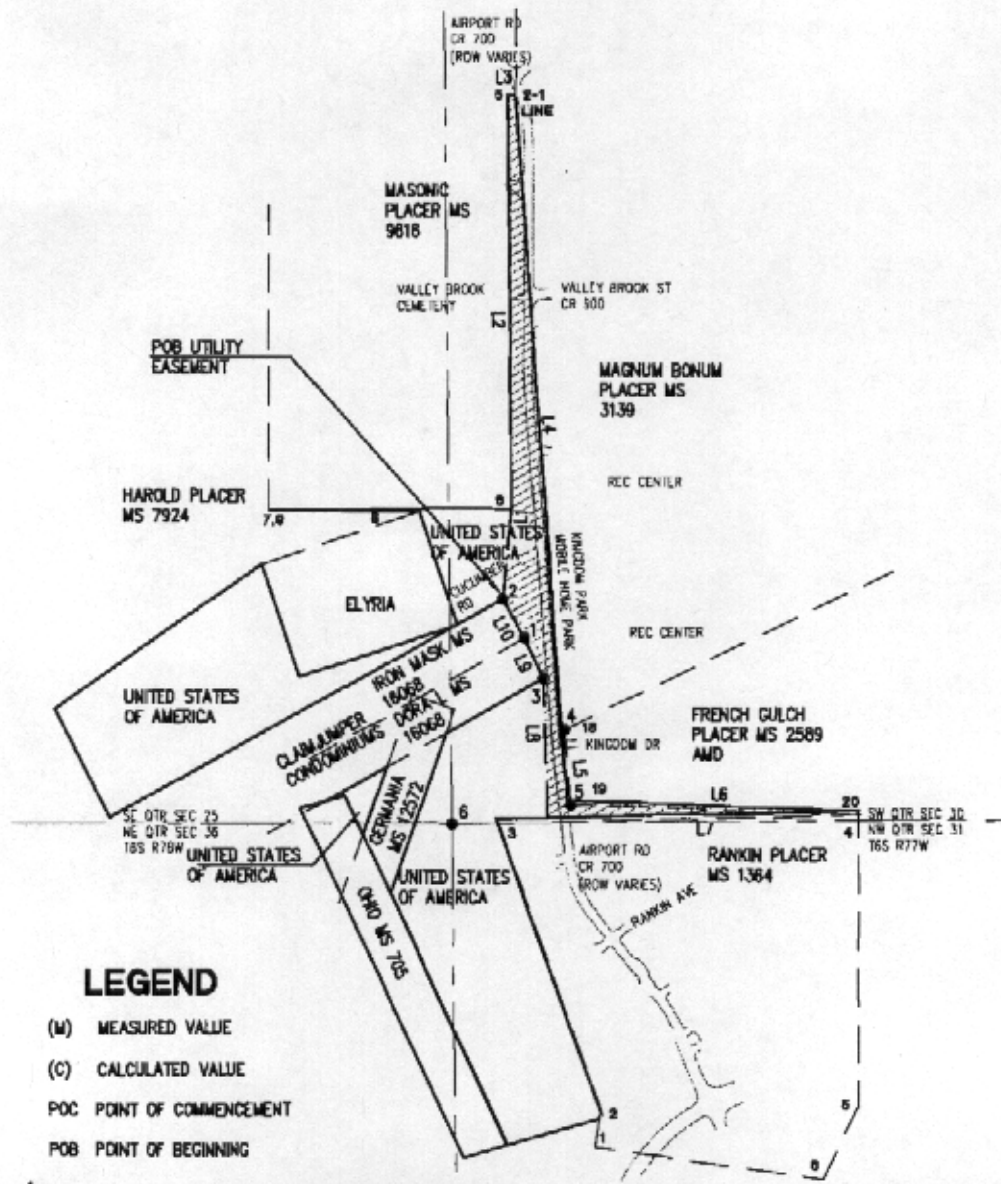 AIRPORT RD
CR 700
(ROW VARIES)
L3
6
2-1
LINE
MASONIC
PLACER MS
9616
VALLEY BROOK
CEMETERY
L2
VALLEY BROOK ST
CR 900
POB UTILITY
EASEMENT
MAGNUM BONUM
PLACER MS
3139
L4
REC CENTER
HAROLD PLACER
MS 7924
7,9
8
6
L1
UNITED STATES
OF AMERICA
KINGDOM PARK
MOBILE HOME PARK
CUCUMBER
RD
2
ELYRIA
L10
1
REC CENTER
IRON MASK MS
16068
L9
3
UNITED STATES
OF AMERICA
DORA MS
16068
CLAIMJUMPER
CONDOMINIUMS
4
18
FRENCH GULCH
PLACER MS 2589
AMD
L8
KINGDOM DR
L5
5
19
L6
20
GERMANIA
MS 12572
SE QTR SEC 25
NE QTR SEC 36
T6S R78W
6
3
L7
4
SW QTR SEC 30
NW QTR SEC 31
T6S R77W
UNITED STATES
OF AMERICA
UNITED STATES
OF AMERICA
AIRPORT RD
CR 700
(ROW VARIES)
RANKIN PLACER
MS 1364
RANKIN AVE
OHIO MS 705
LEGEND
(M) MEASURED VALUE
(C) CALCULATED VALUE
POC POINT OF COMMENCEMENT
POB POINT OF BEGINNING
2
1
5
6